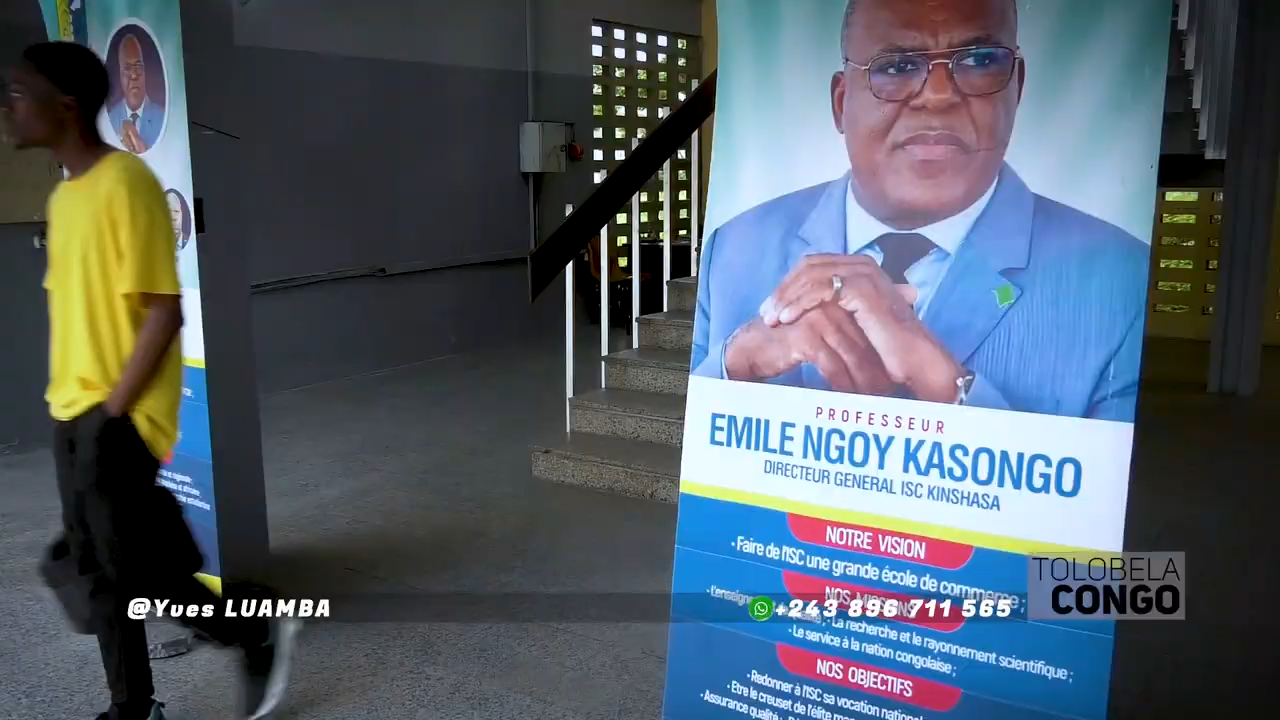 PROFESSEUR
EMILE NGOY KASONGO
DIRECTEUR GENERAL ISC KINSHASA
NOTRE VISION
• Faire de l'ISC une grande école de commerce ;
NOS MISSIONS
• La recherche et le rayonnement scientifique ;
• Le service à la nation congolaise ;
NOS OBJECTIFS
• Redonner à l'ISC sa vocation
• Etre le creuset de l'élite
• Assurance qualité ;
TOLOBELA
CONGO
@Yves LUAMBA
+243 896 711 565